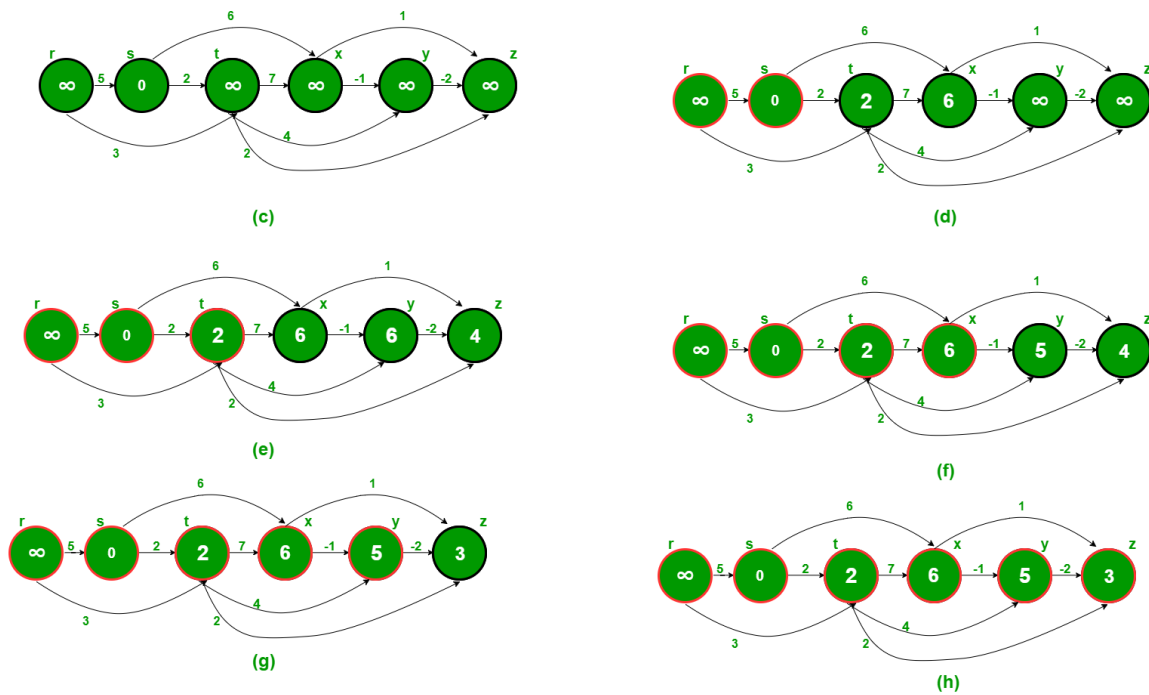 6 1
r s t x y z
∞ 5 0 2 ∞ 7 ∞ -1 ∞ -2 ∞
3 2 4
(c)
6 1
r s t x y z
∞ 5 0 2 2 7 6 -1 ∞ -2 ∞
3 2 4
(d)
6 1
r s t x y z
∞ 5 0 2 2 7 6 -1 6 -2 4
3 2 4
(e)
6 1
r s t x y z
∞ 5 0 2 2 7 6 -1 5 -2 4
3 2 4
(f)
6 1
r s t x y z
∞ 5 0 2 2 7 6 -1 5 -2 3
3 2 4
(g)
6 1
r s t x y z
∞ 5 0 2 2 7 6 -1 5 -2 3
3 2 4
(h)